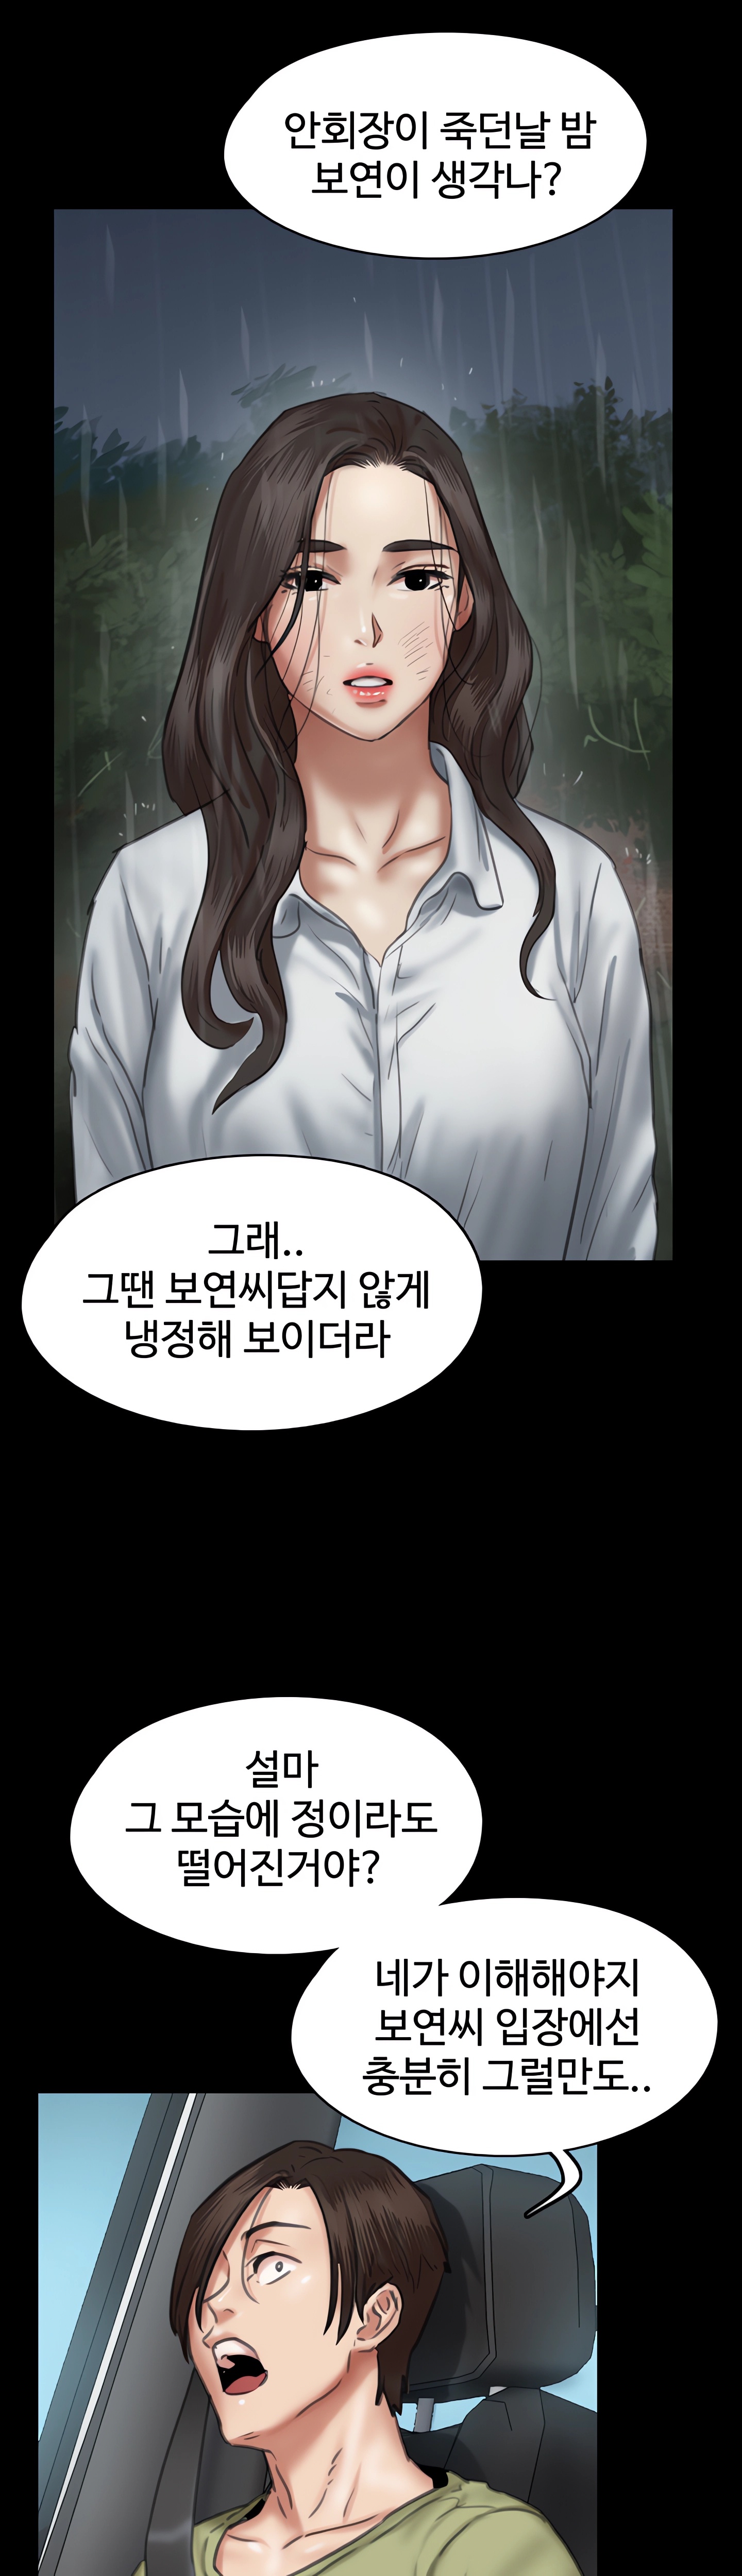 안회장이 죽던날 밤
보연이 생각나?
그래..
그땐 보연씨답지 않게
냉정해 보이더라
설마
그 모습에 정이라도
떨어진거야?
네가 이해해야지
보연씨 입장에선
충분히 그럴만도..